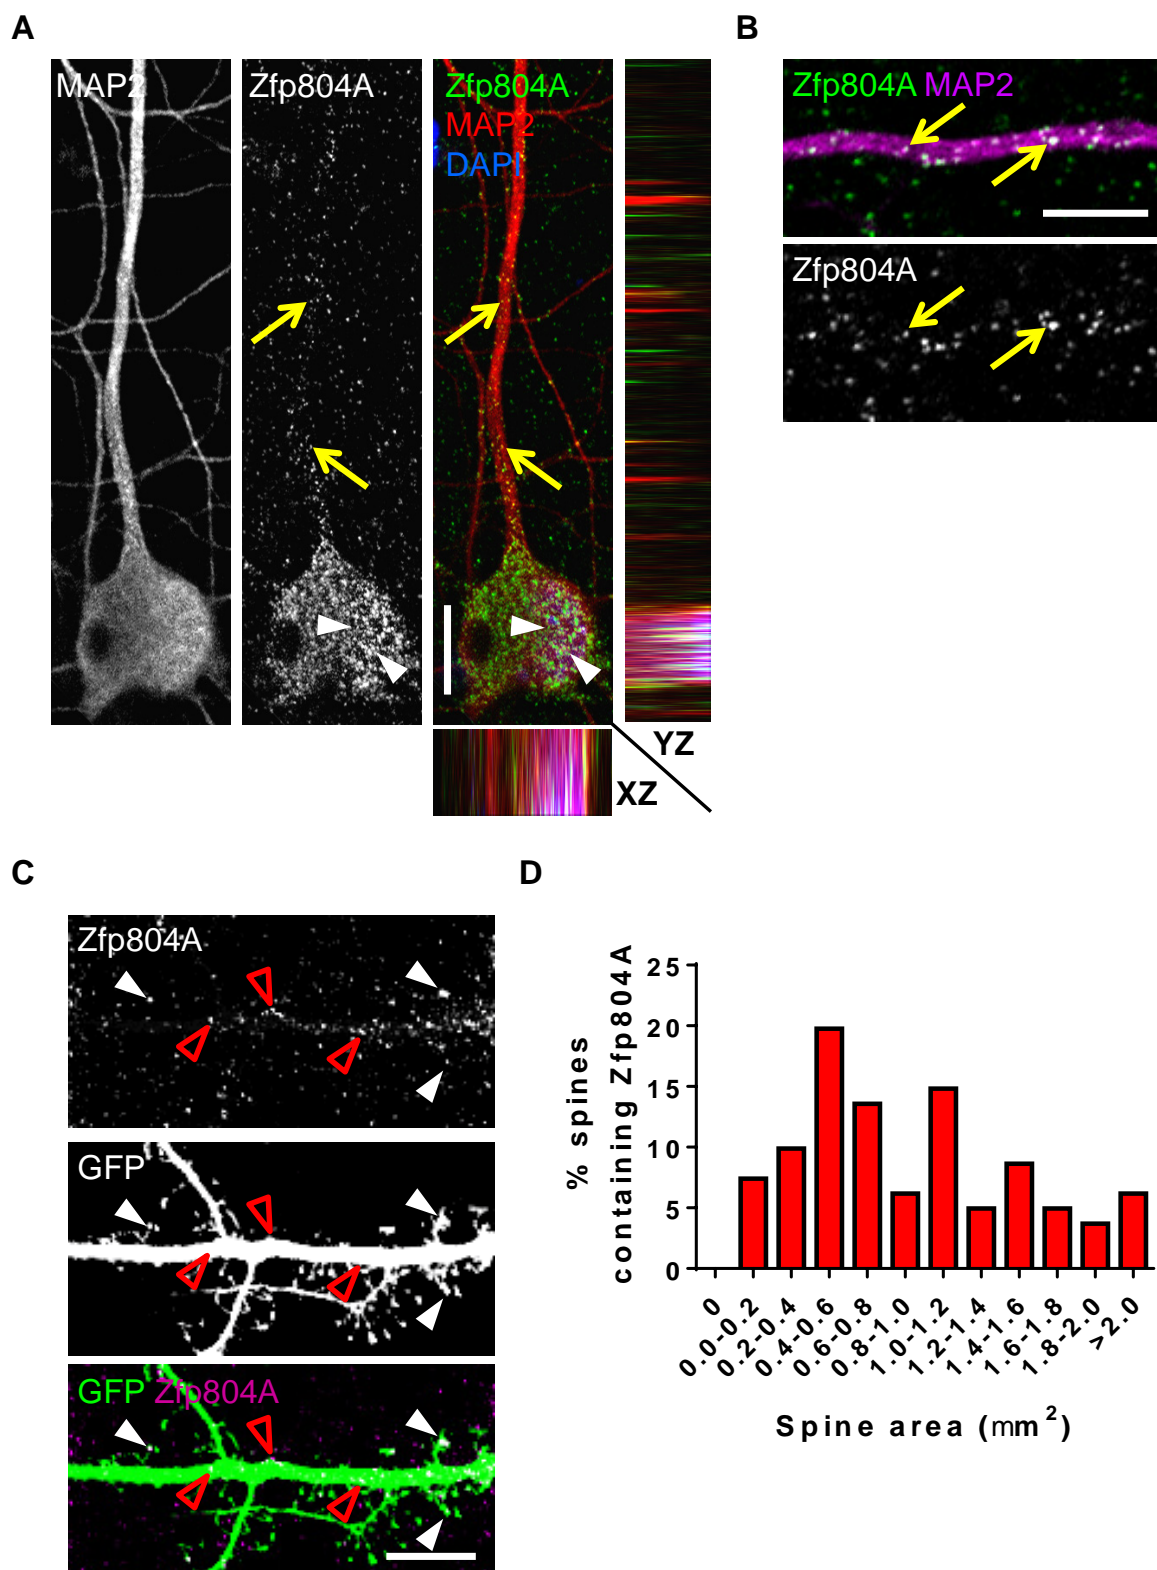 A
B
MAP2
Zfp804A
Zfp804A
MAP2
DAPI
Zfp804A MAP2
Zfp804A
YZ
XZ
C
D
Zfp804A
GFP
GFP Zfp804A
% spines
containing Zfp804A
25
20
15
10
5
0
0
0.0-0.2
0.2-0.4
0.4-0.6
0.6-0.8
0.8-1.0
1.0-1.2
1.2-1.4
1.4-1.6
1.6-1.8
1.8-2.0
>2.0
Spine area (mm²)